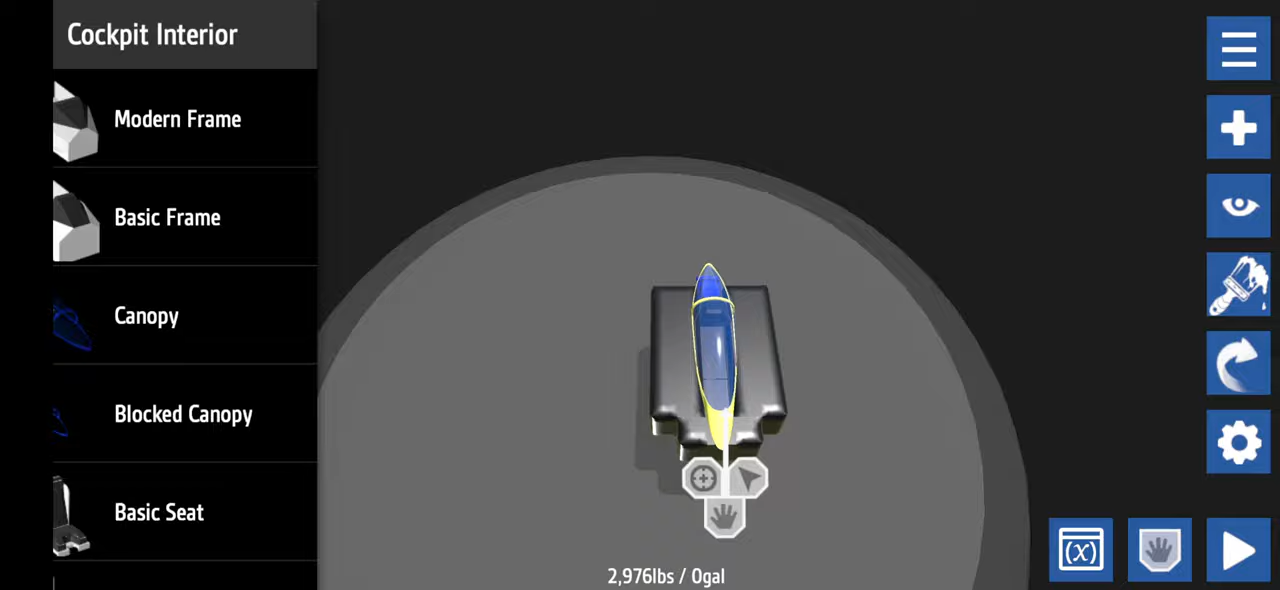 Cockpit Interior
Modern Frame
Basic Frame
Canopy
Blocked Canopy
Basic Seat
2,976lbs / 0gal
(x)